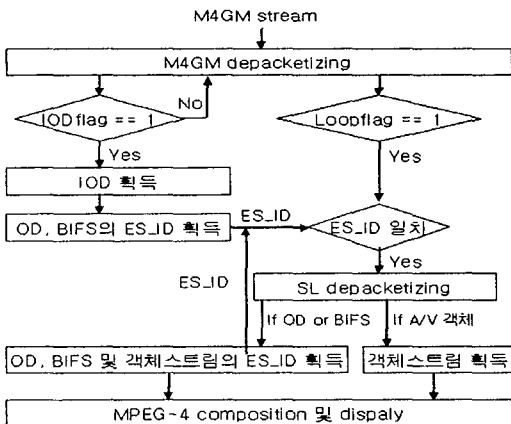 M4GM stream
M4GM depacketizing
IODflag == 1
No
Loopflag == 1
Yes
Yes
IOD 획득
OD, BIFS의 ES_ID 획득
ES_ID
ES_ID 일치
Yes
ES_ID
SL depacketizing
If OD or BIFS
If A/V 객체
OD, BIFS 및 객체스트림의 ES_ID 획득
객체스트림 획득
MPEG-4 composition 및 dispaly